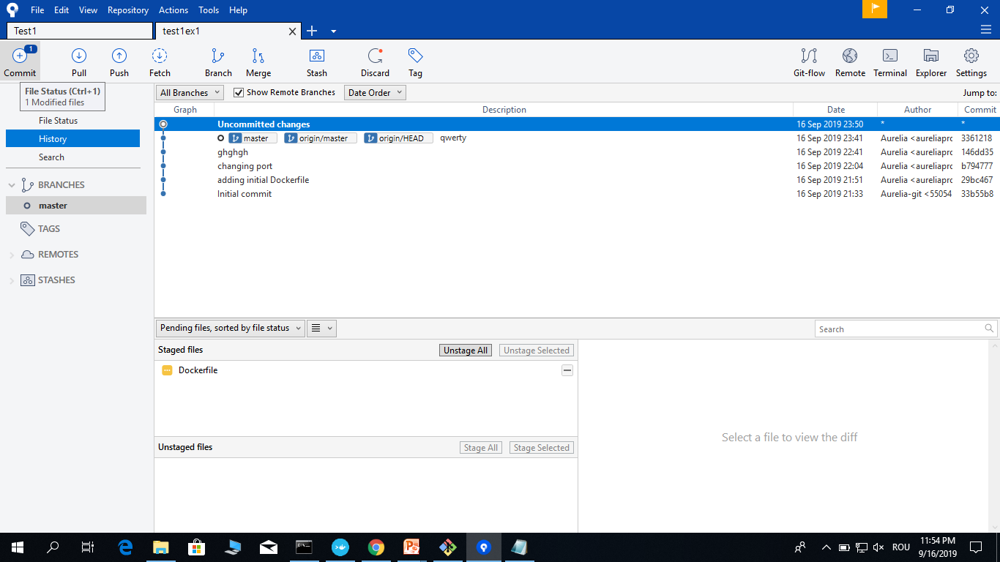 File Edit View Repository Actions Tools Help
Test1 test1ex1
1
Commit Pull Push Fetch Branch Merge Stash Discard Tag Git-flow Remote Terminal Explorer Settings
File Status (Ctrl+1)
1 Modified files
File Status
History
Search
BRANCHES
master
TAGS
REMOTES
STASHES
All Branches Show Remote Branches Date Order Jump to:
Graph Description Date Author Commit
Uncommitted changes 16 Sep 2019 23:50 * *
master origin/master origin/HEAD qwerty 16 Sep 2019 23:41 Aurelia <aureliaprc 3361218
ghghgh 16 Sep 2019 22:41 Aurelia <aureliaprc 146dd35
changing port 16 Sep 2019 22:04 Aurelia <aureliaprc b794777
adding initial Dockerfile 16 Sep 2019 21:51 Aurelia <aureliaprc 29bc467
Initial commit 16 Sep 2019 21:33 Aurelia-git <55054 33b55b8
Pending files, sorted by file status Search
Staged files Unstage All Unstage Selected
Dockerfile
Unstaged files Stage All Stage Selected
Select a file to view the diff
ROU 11:54 PM
9/16/2019